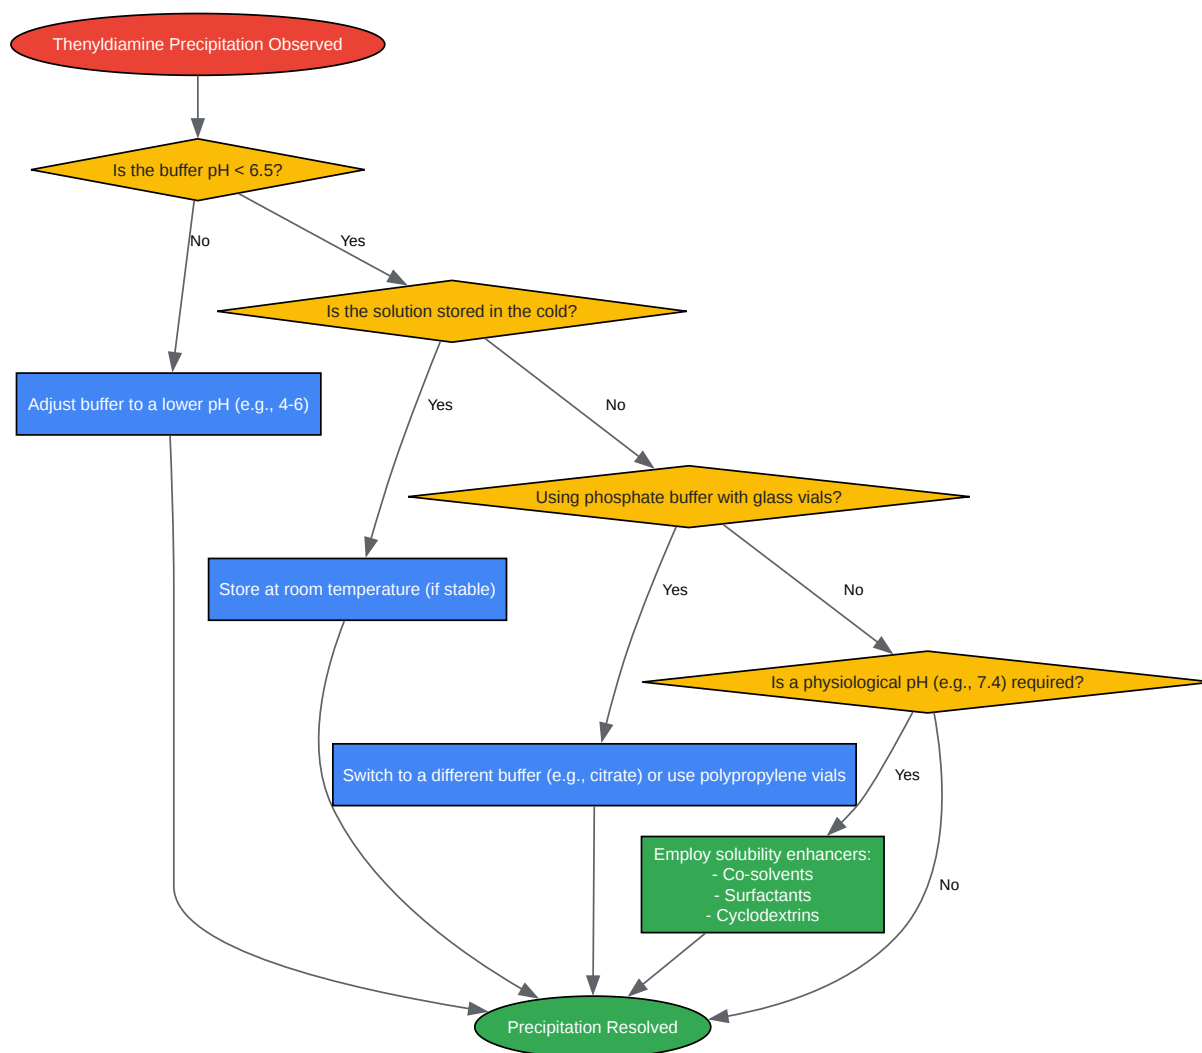 Thenyldiamine Precipitation Observed
Is the buffer pH < 6.5?
No
Yes
Is the solution stored in the cold?
Adjust buffer to a lower pH (e.g., 4-6)
Yes
No
Using phosphate buffer with glass vials?
Store at room temperature (if stable)
Yes
No
Is a physiological pH (e.g., 7.4) required?
Switch to a different buffer (e.g., citrate) or use polypropylene vials
Yes
Employ solubility enhancers:
- Co-solvents
- Surfactants
- Cyclodextrins
No
Precipitation Resolved